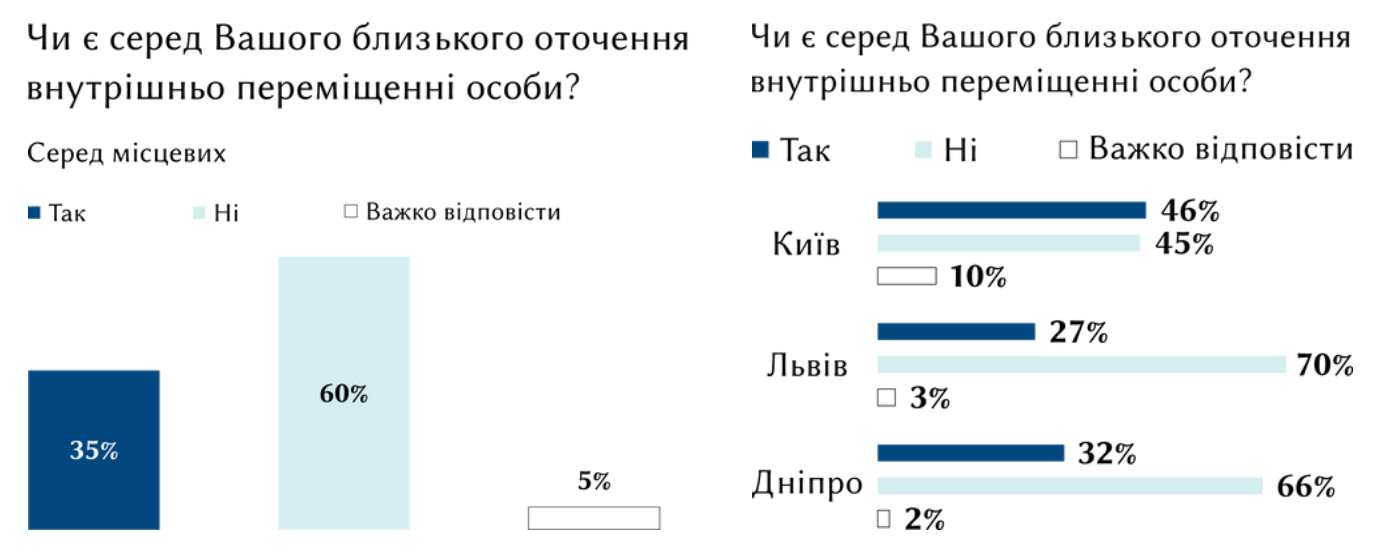 Чи є серед Вашого близького оточення
внутрішньо переміщенні особи?
Серед місцевих
Так Ні Важко відповісти
60%
35%
5%
Чи є серед Вашого близького оточення
внутрішньо переміщенні особи?
Так Ні Важко відповісти
46%
Київ 45%
10%
27%
Львів 70%
3%
32%
Дніпро 66%
2%